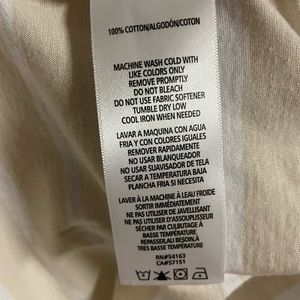 100% COTTON/ALGODÓN/COTON
MACHINE WASH COLD WITH
LIKE COLORS ONLY
REMOVE PROMPTLY
DO NOT BLEACH
DO NOT USE FABRIC SOFTENER
TUMBLE DRY LOW
COOL IRON WHEN NEEDED
LAVAR A MAQUINA CON AGUA
FRIA Y CON COLORES IGUALES
REMOVER RAPIDAMENTE
NO USAR BLANQUEADOR
NO USAR SUAVISADOR DE TELA
SECAR A TEMPERATURA BAJA
PLANCHA FRIA SI NECESITA
LAVER À LA MACHINE À L'EAU FROIDE
SORTIR IMMÉDIATEMENT
NE PAS UTILISER DE JAVELLISANT
NE PAS UTILISER D'ASSOUPLISSEUR
SÉCHER PAR CULBUTAGE À
BASSE TEMPÉRATURE
REPASSER,AU BESOIN,À
TRÈS BASSE TEMPÉRATURE
RN#54163
CA#57151